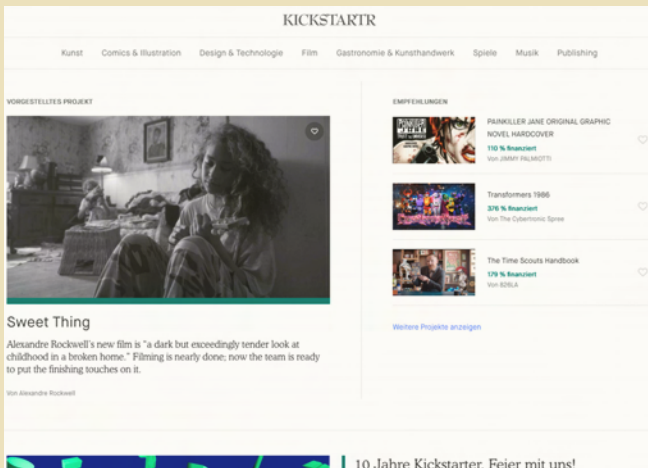 KICKSTARTR
Kunst Comics & Illustration Design & Technologie Film Gastronomie & Kunsthandwerk Spiele Musik Publishing
VORGESTELLTES PROJEKT
Sweet Thing
Alexandre Rockwell's new film is "a dark but exceedingly tender look at
childhood in a broken home." Filming is nearly done; now the team is ready
to put the finishing touches on it.
Von Alexandre Rockwell
EMPFEHLUNGEN
PAINKILLER JANE ORIGINAL GRAPHIC
NOVEL HARDCOVER
110 % finanziert
Von JIMMY PALMIOTTI
Transformers 1986
376 % finanziert
Von The Cybertronic Spree
The Time Scouts Handbook
179 % finanziert
Von 826LA
Weitere Projekte anzeigen
10 Jahre Kickstarter. Feier mit uns!